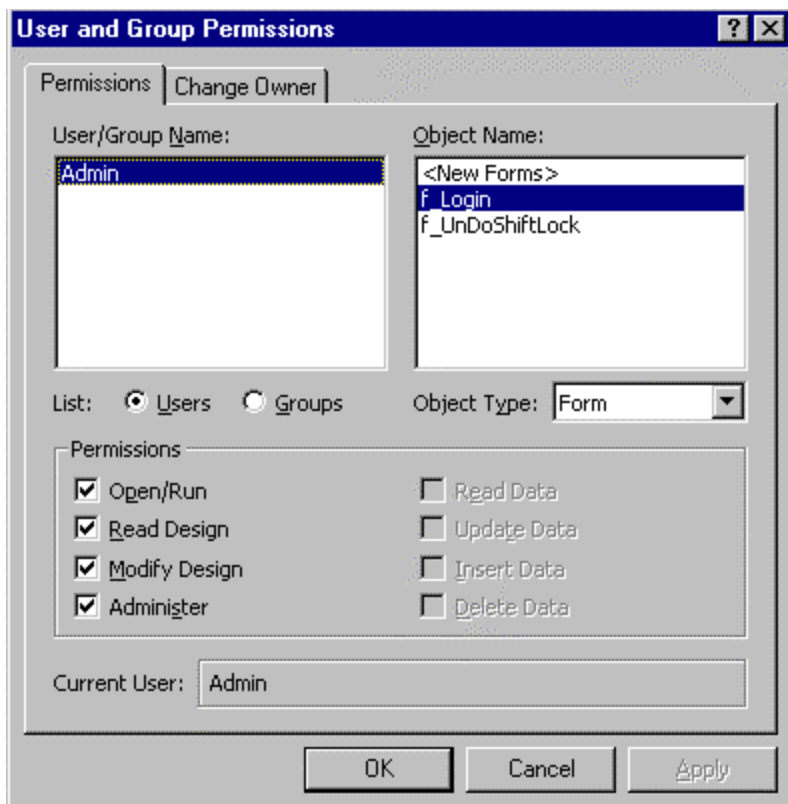 User and Group Permissions
Permissions Change Owner
User/Group Name: Object Name:
Admin <New Forms>
f_Login
f_UnDoShiftLock
List: Users Groups Object Type: Form
Permissions
Open/Run Read Data
Read Design Update Data
Modify Design Insert Data
Administer Delete Data
Current User: Admin
OK Cancel Apply